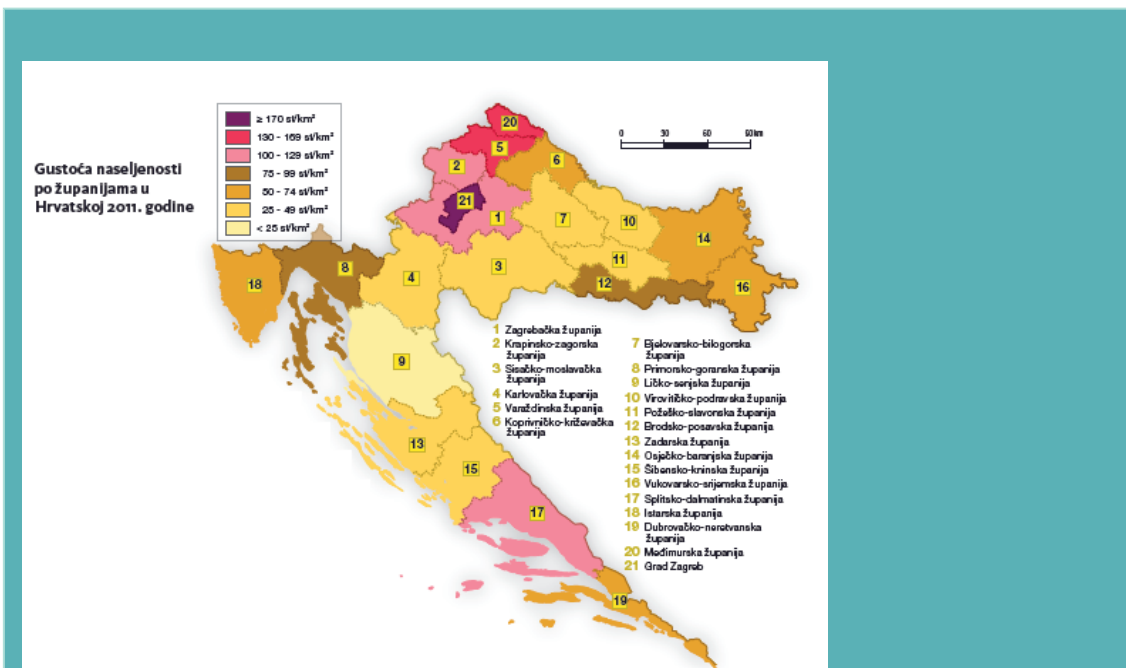 ≥ 170 st/km²
130 - 169 st/km²
100 - 129 st/km²
75 - 99 st/km²
50 - 74 st/km²
25 - 49 st/km²
< 25 st/km²
Gustoća naseljenosti
po županijama u
Hrvatskoj 2011. godine
0 30 60 90 km
20
5
2
6
21
1
7
10
14
3
11
4
8
18
12
16
9
13
15
17
19
1 Zagrebačka županija
2 Krapinsko-zagorska
županija
3 Sisačko-moslavačka
županija
4 Karlovačka županija
5 Varaždinska županija
6 Koprivničko-križevačka
županija
7 Bjelovarsko-bilogorska
županija
8 Primorsko-goranska županija
9 Ličko-senjska županija
10 Virovitičko-podravska županija
11 Požeško-slavonska županija
12 Brodsko-posavska županija
13 Zadarska županija
14 Osječko-baranjska županija
15 Šibensko-kninska županija
16 Vukovarsko-srijemska županija
17 Splitsko-dalmatinska županija
18 Istarska županija
19 Dubrovačko-neretvanska
županija
20 Međimurska županija
21 Grad Zagreb